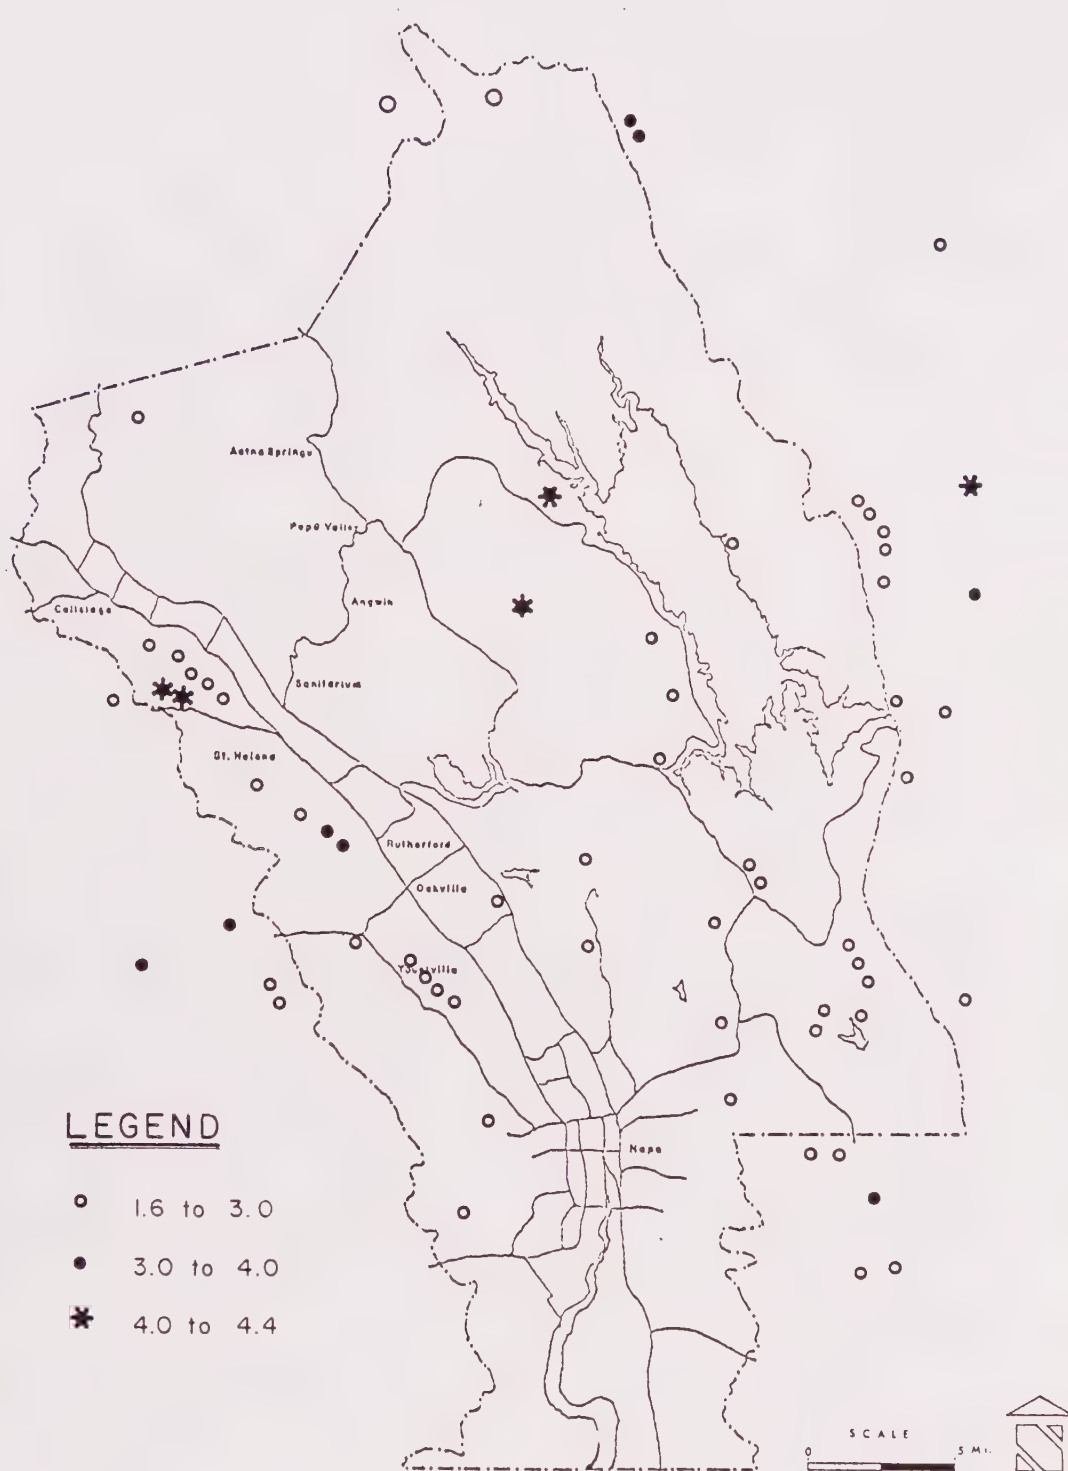 Aetna Springs
Pope Valley
Angwin
Calistoga
Sanitarium
St. Helena
Rutherford
Oakville
Yountville
Napa
LEGEND
1.6 to 3.0
3.0 to 4.0
4.0 to 4.4
SCALE
0 5 MI.